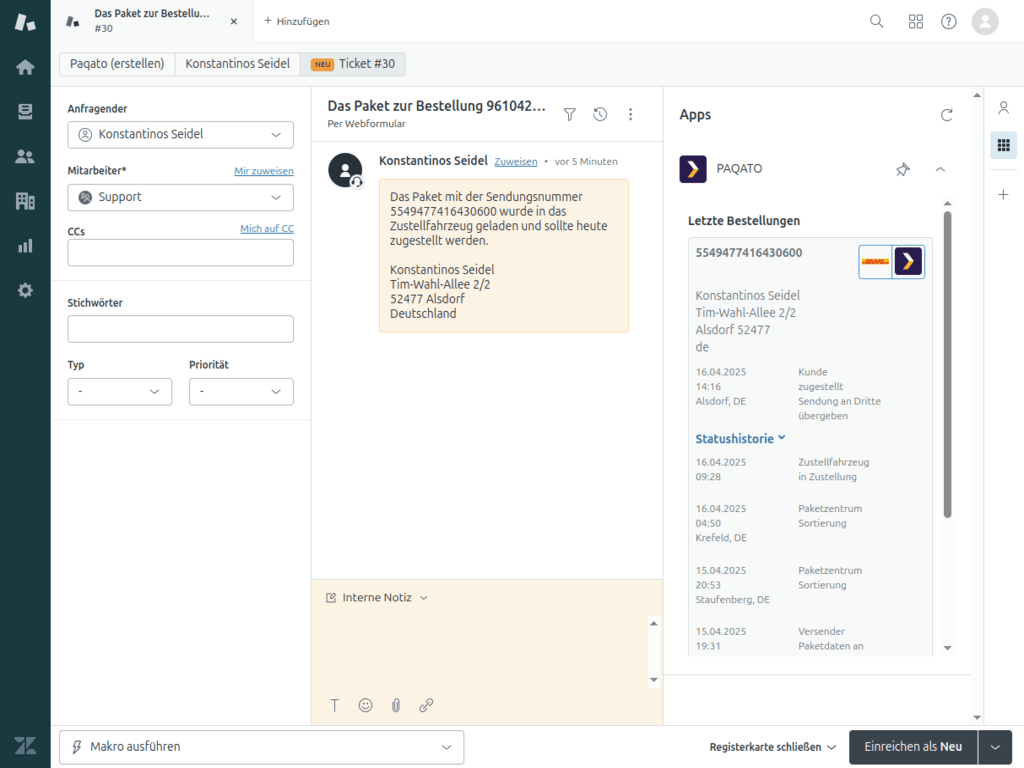 Das Paket zur Bestellu...
#30
Hinzufügen
Paqato (erstellen)
Konstantinos Seidel
NEU Ticket #30
Anfragender
Konstantinos Seidel
Mitarbeiter*
Mir zuweisen
Support
CCs
Mich auf CC
Stichwörter
Typ
Priorität
-
-
Das Paket zur Bestellung 961042...
Per Webformular
Konstantinos Seidel Zuweisen • vor 5 Minuten
Das Paket mit der Sendungsnummer
5549477416430600 wurde in das
Zustellfahrzeug geladen und sollte heute
zugestellt werden.
Konstantinos Seidel
Tim-Wahl-Allee 2/2
52477 Alsdorf
Deutschland
Interne Notiz
Apps
PAQATO
Letzte Bestellungen
5549477416430600
Konstantinos Seidel
Tim-Wahl-Allee 2/2
Alsdorf 52477
de
16.04.2025 Kunde
14:16 zugestellt
Alsdorf, DE Sendung an Dritte
übergeben
Statushistorie
16.04.2025 Zustellfahrzeug
09:28 in Zustellung
16.04.2025 Paketzentrum
04:50 Sortierung
Krefeld, DE
15.04.2025 Paketzentrum
20:53 Sortierung
Staufenberg, DE
15.04.2025 Versender
19:31 Paketdaten an
Makro ausführen
Registerkarte schließen
Einreichen als Neu